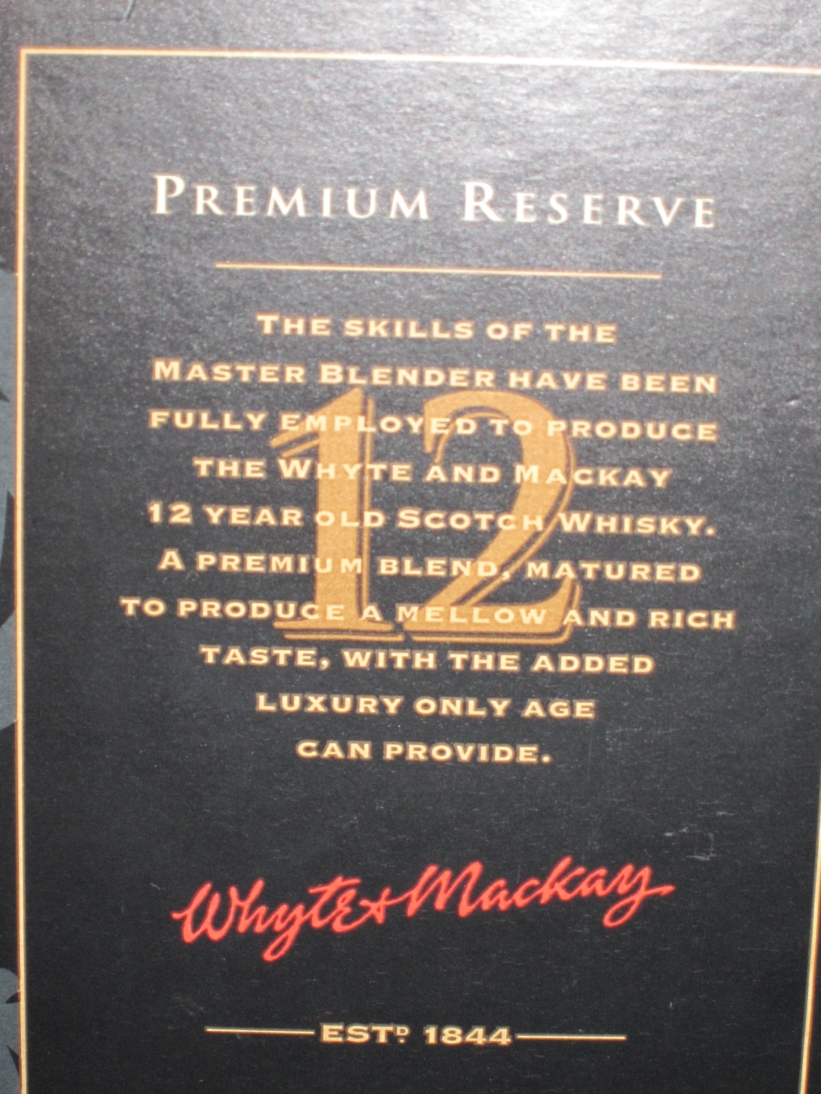 PREMIUM RESERVE
THE SKILLS OF THE
MASTER BLENDER HAVE BEEN
FULLY EMPLOYED TO PRODUCE
THE WHYTE AND MACKAY
12 YEAR OLD SCOTCH WHISKY.
A PREMIUM BLEND, MATURED
TO PRODUCE A MELLOW AND RICH
TASTE, WITH THE ADDED
LUXURY ONLY AGE
CAN PROVIDE.
12
Whyte & Mackay
ESTD. 1844